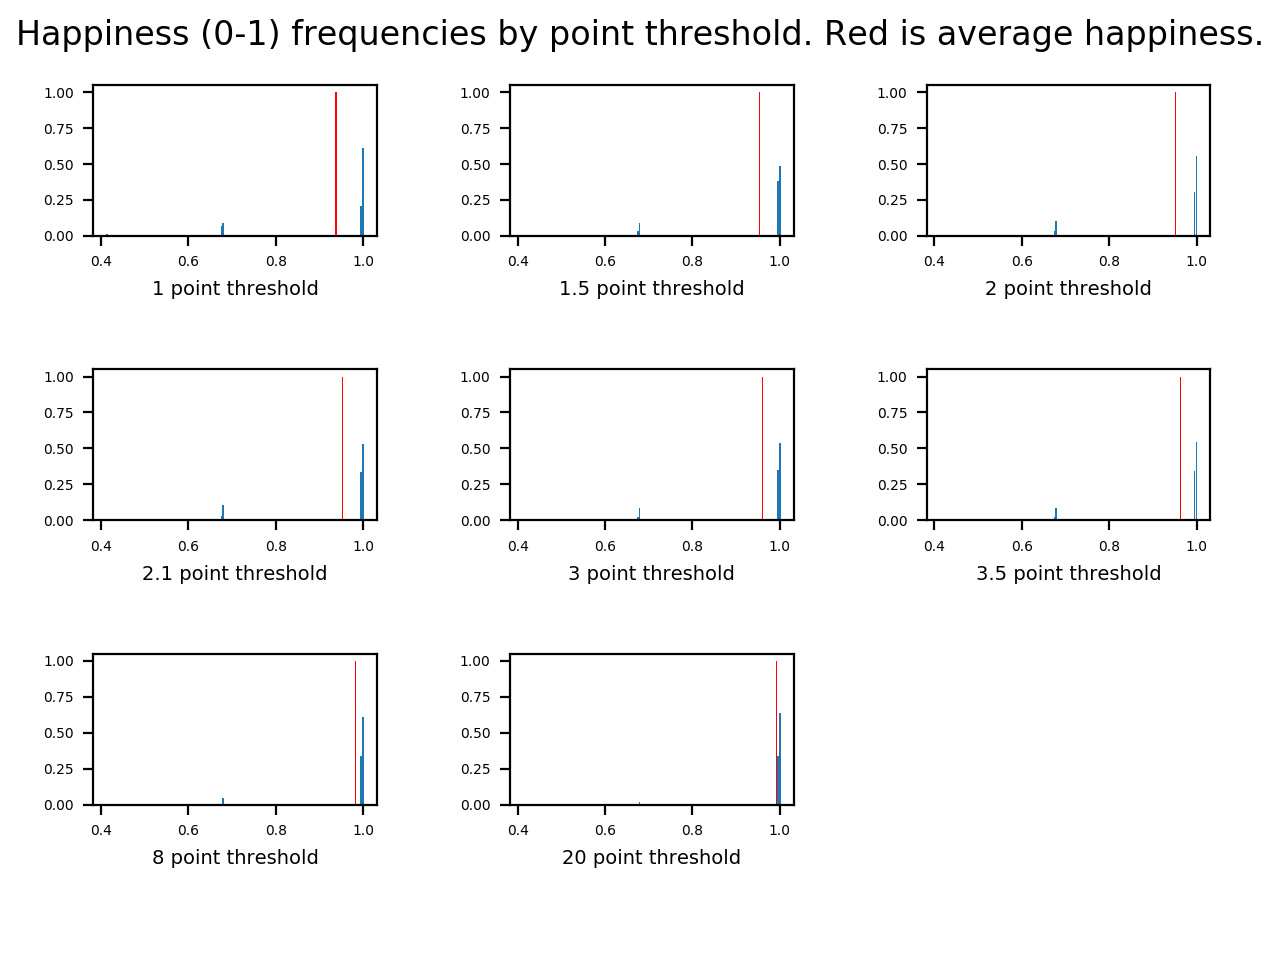 Happiness (0-1) frequencies by point threshold. Red is average happiness.
1.00 1.00 1.00
0.75 0.75 0.75
0.50 0.50 0.50
0.25 0.25 0.25
0.00 0.00 0.00
0.4 0.6 0.8 1.0 0.4 0.6 0.8 1.0 0.4 0.6 0.8 1.0
1 point threshold 1.5 point threshold 2 point threshold
1.00 1.00 1.00
0.75 0.75 0.75
0.50 0.50 0.50
0.25 0.25 0.25
0.00 0.00 0.00
0.4 0.6 0.8 1.0 0.4 0.6 0.8 1.0 0.4 0.6 0.8 1.0
2.1 point threshold 3 point threshold 3.5 point threshold
1.00 1.00
0.75 0.75
0.50 0.50
0.25 0.25
0.00 0.00
0.4 0.6 0.8 1.0 0.4 0.6 0.8 1.0
8 point threshold 20 point threshold